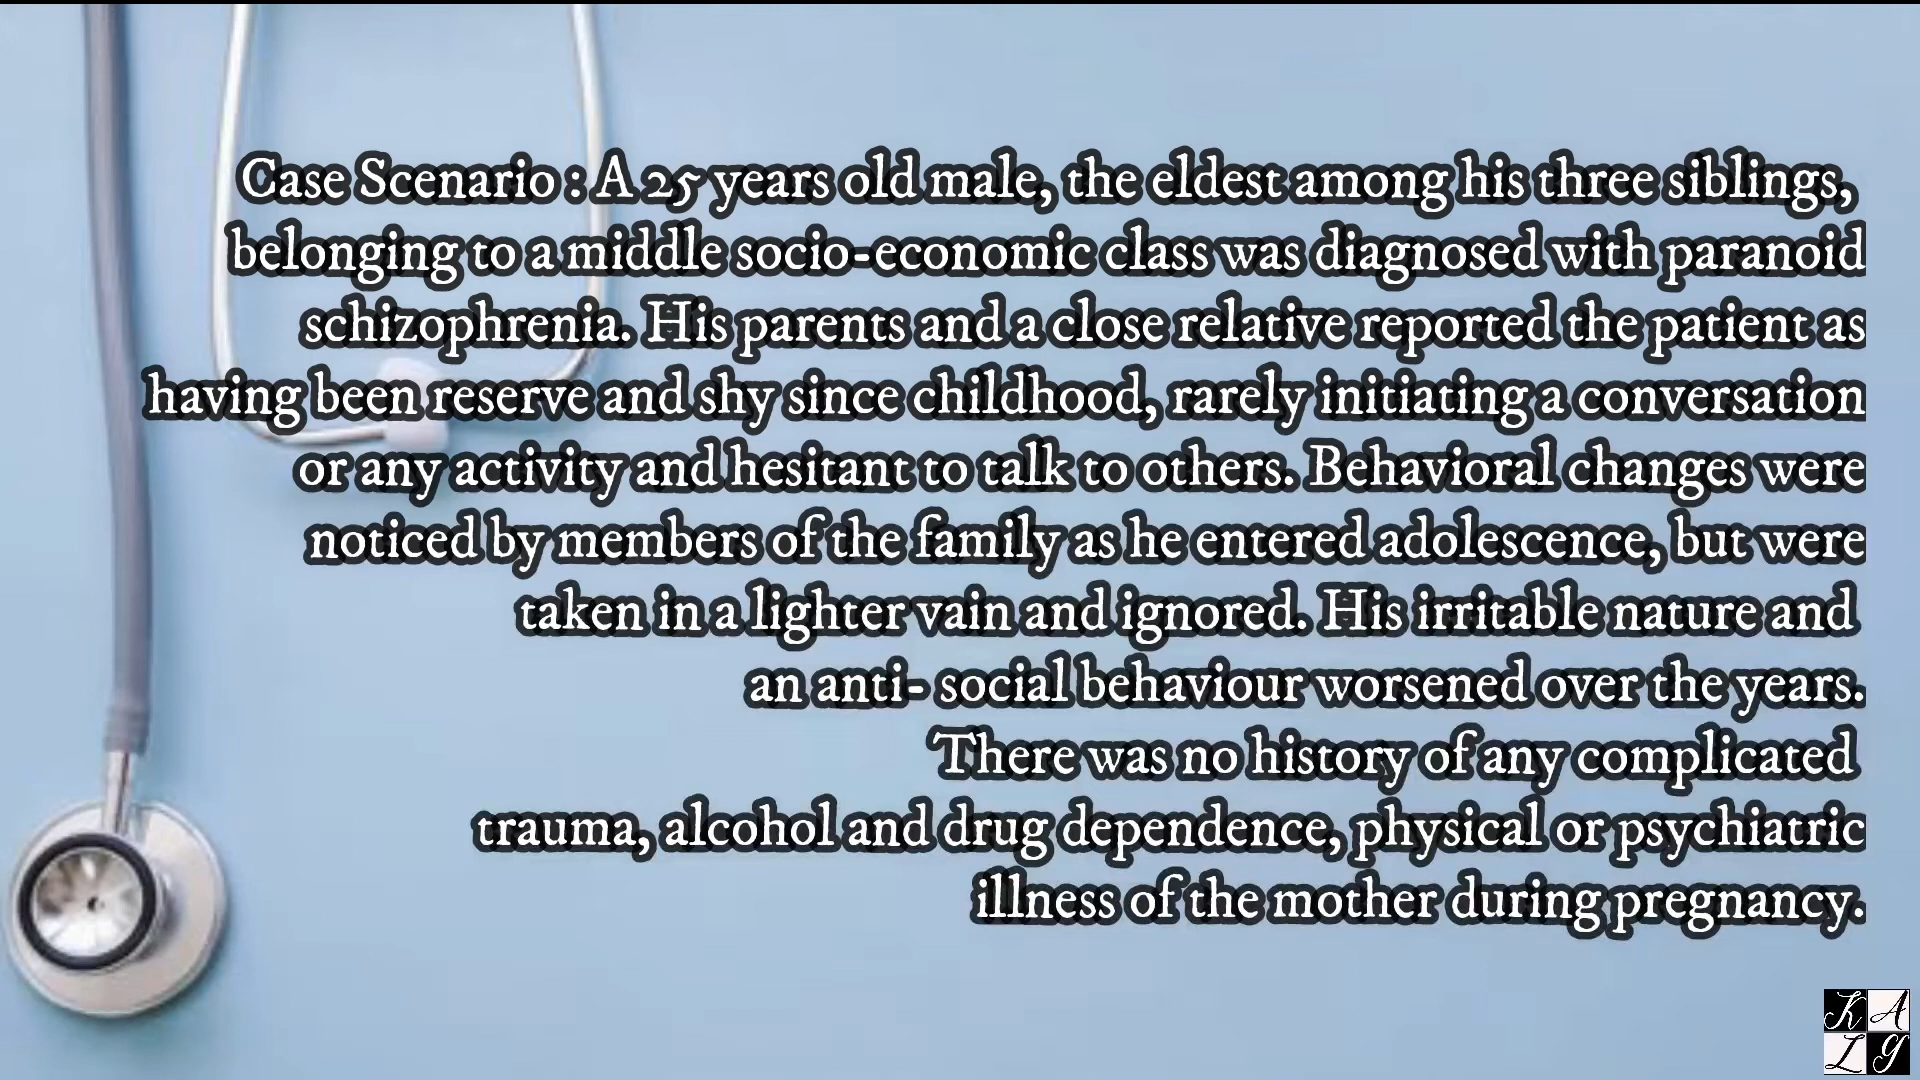 Case Scenario : A 25 years old male, the eldest among his three siblings,
belonging to a middle socio-economic class was diagnosed with paranoid
schizophrenia. His parents and a close relative reported the patient as
having been reserve and shy since childhood, rarely initiating a conversation
or any activity and hesitant to talk to others. Behavioral changes were
noticed by members of the family as he entered adolescence, but were
taken in a lighter vain and ignored. His irritable nature and
an anti- social behaviour worsened over the years.
There was no history of any complicated
trauma, alcohol and drug dependence, physical or psychiatric
illness of the mother during pregnancy.
K A
L Y